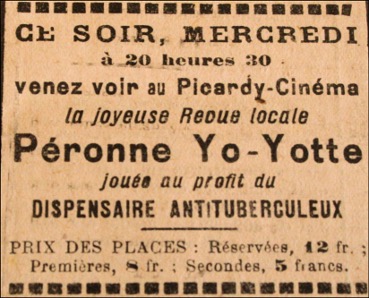 CE SOIR, MERCREDI
à 20 heures 30
venez voir au Picardy-Cinéma
la joyeuse Revue locale
Péronne Yo-Yotte
jouée au profit du
DISPENSAIRE ANTITUBERCULEUX
PRIX DES PLACES : Réservées, 12 fr. ;
Premières, 8 fr. ; Secondes, 5 francs.